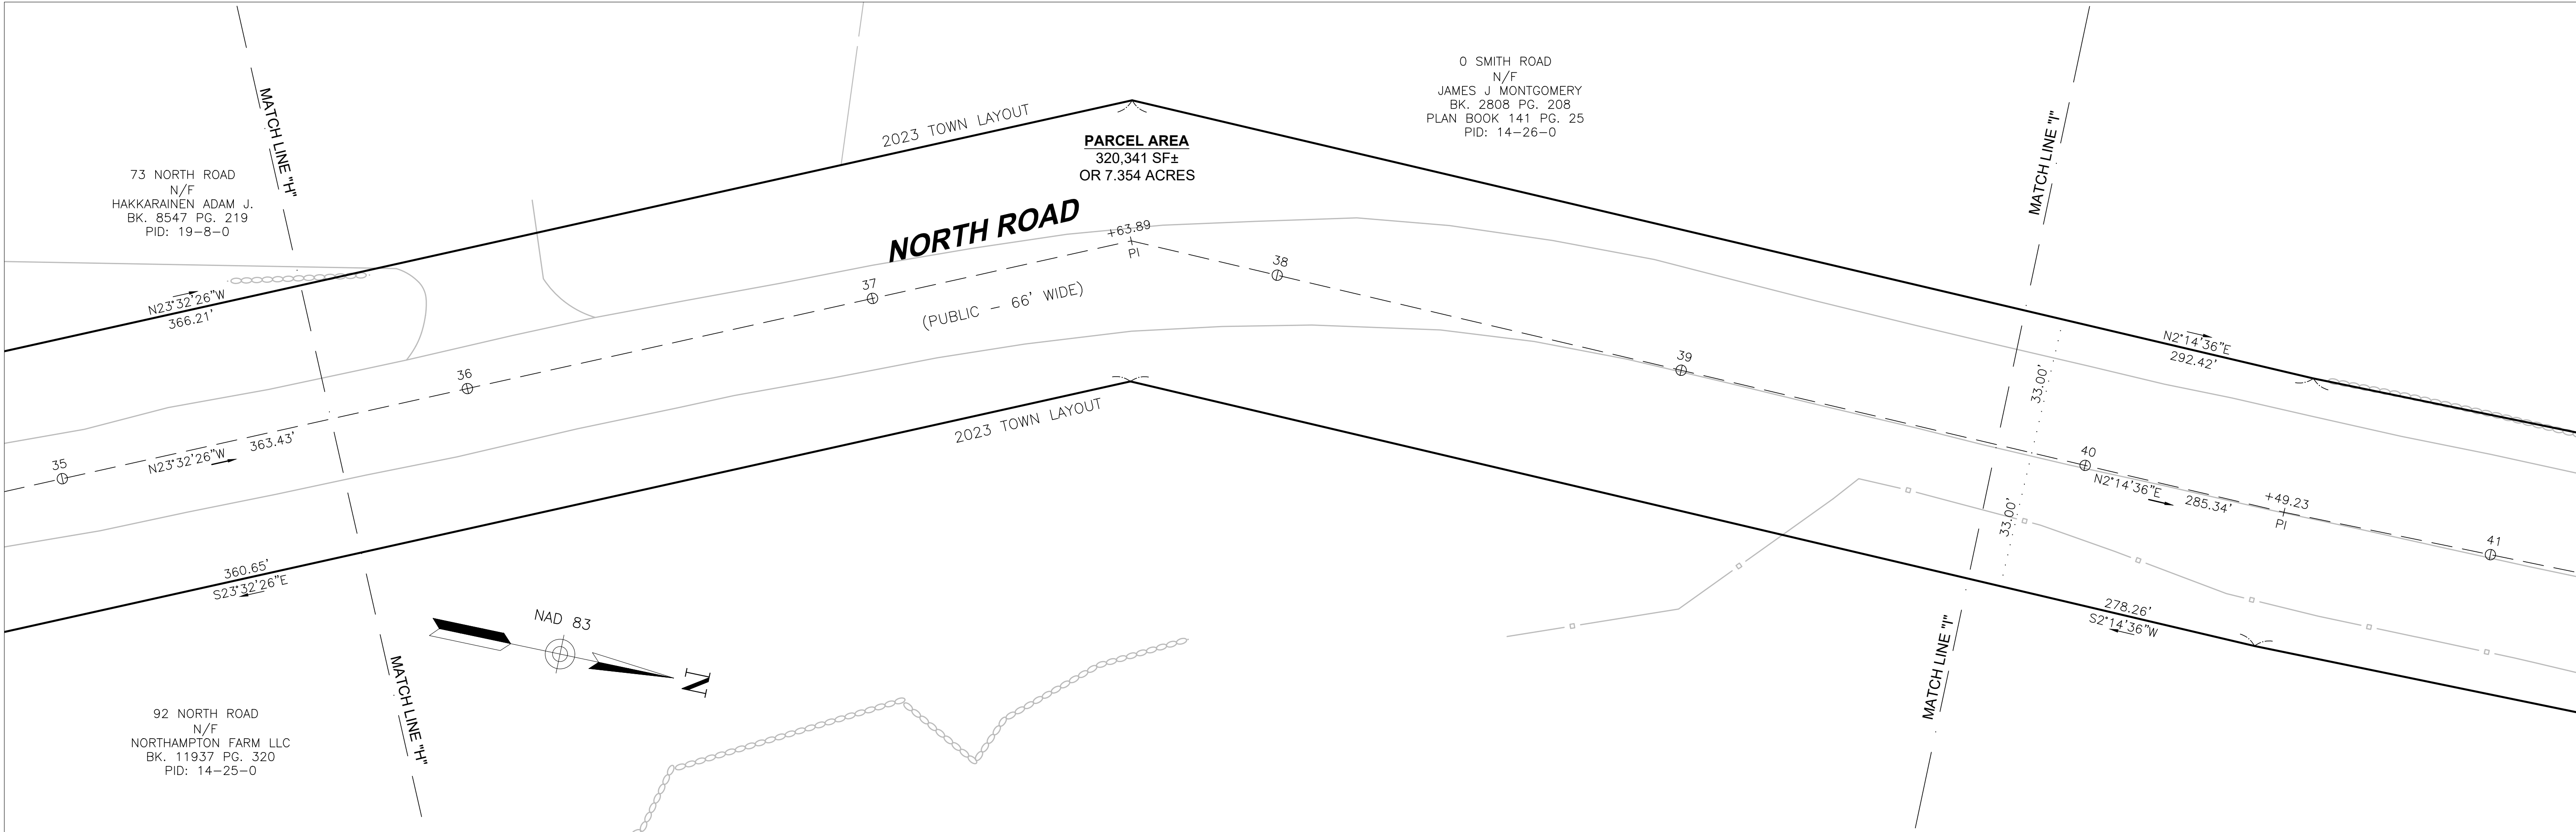 MATCH LINE "H"
73 NORTH ROAD
N/F
HAKKARAINEN ADAM J.
BK. 8547 PG. 219
PID: 19-8-0
N23°32'26"W
366.21'
2023 TOWN LAYOUT
PARCEL AREA
320,341 SF±
OR 7.354 ACRES
0 SMITH ROAD
N/F
JAMES J MONTGOMERY
BK. 2808 PG. 208
PLAN BOOK 141 PG. 25
PID: 14-26-0
MATCH LINE "I"
NORTH ROAD
(PUBLIC - 66' WIDE)
+63.89
PI
35
36
37
38
39
40
41
N23°32'26"W
363.43'
N2°14'36"E
292.42'
33.00'
33.00'
N2°14'36"E
285.34'
+49.23
PI
2023 TOWN LAYOUT
360.65'
S23°32'26"E
278.26'
S2°14'36"W
NAD 83
N
MATCH LINE "H"
MATCH LINE "I"
92 NORTH ROAD
N/F
NORTHAMPTON FARM LLC
BK. 11937 PG. 320
PID: 14-25-0